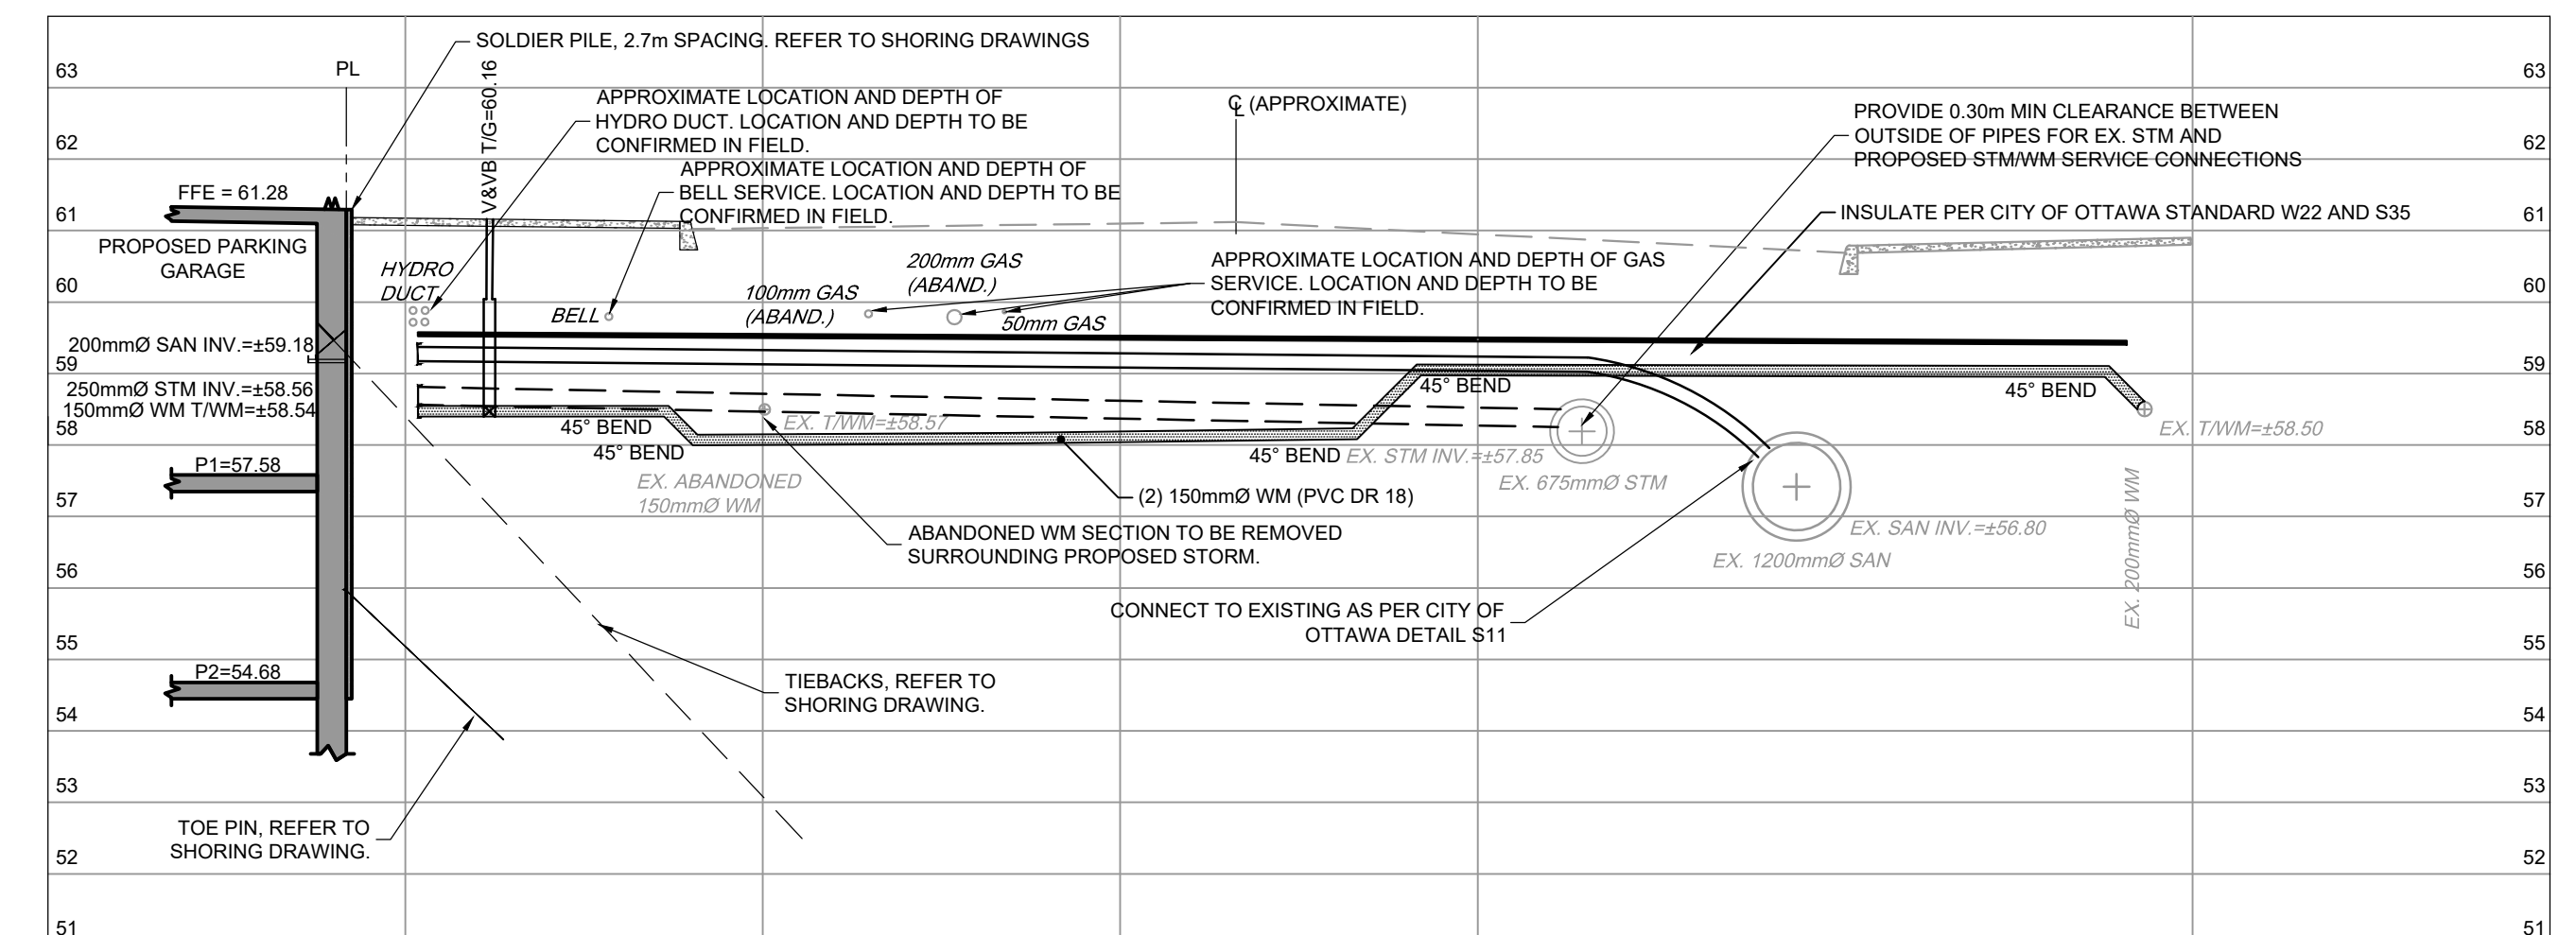 SOLDIER PILE, 2.7m SPACING. REFER TO SHORING DRAWINGS
63
PL
63
V&VB T/G=60.16
APPROXIMATE LOCATION AND DEPTH OF
HYDRO DUCT. LOCATION AND DEPTH TO BE
CONFIRMED IN FIELD.
℄ (APPROXIMATE)
PROVIDE 0.30m MIN CLEARANCE BETWEEN
OUTSIDE OF PIPES FOR EX. STM AND
PROPOSED STM/WM SERVICE CONNECTIONS
62
62
APPROXIMATE LOCATION AND DEPTH OF
BELL SERVICE. LOCATION AND DEPTH TO BE
CONFIRMED IN FIELD.
FFE = 61.28
61
INSULATE PER CITY OF OTTAWA STANDARD W22 AND S35
61
PROPOSED PARKING
GARAGE
HYDRO
DUCT
200mm GAS
(ABAND.)
APPROXIMATE LOCATION AND DEPTH OF GAS
SERVICE. LOCATION AND DEPTH TO BE
CONFIRMED IN FIELD.
60
100mm GAS
(ABAND.)
60
BELL
50mm GAS
200mmØ SAN INV.=±59.18
59
59
250mmØ STM INV.=±58.56
150mmØ WM T/WM=±58.54
45° BEND
45° BEND
58
45° BEND
EX. T/WM=±58.57
EX. T/WM=±58.50
58
45° BEND
45° BEND
EX. STM INV.=±57.85
P1=57.58
EX. ABANDONED
150mmØ WM
EX. 675mmØ STM
57
(2) 150mmØ WM (PVC DR 18)
57
ABANDONED WM SECTION TO BE REMOVED
SURROUNDING PROPOSED STORM.
EX. SAN INV.=±56.80
EX. 1200mmØ SAN
EX. 200mmØ WM
56
56
CONNECT TO EXISTING AS PER CITY OF
OTTAWA DETAIL S11
55
55
P2=54.68
TIEBACKS, REFER TO
SHORING DRAWING.
54
54
53
53
TOE PIN, REFER TO
SHORING DRAWING.
52
52
51
51